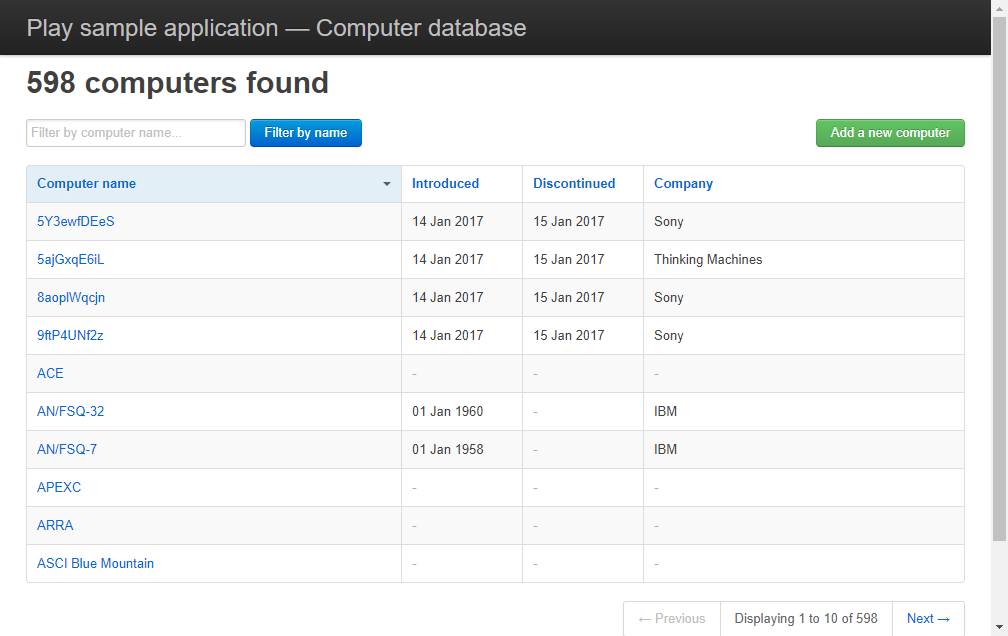 Play sample application — Computer database
598 computers found
Filter by computer name... Filter by name Add a new computer
Computer name Introduced Discontinued Company
5Y3ewfDEeS 14 Jan 2017 15 Jan 2017 Sony
5ajGxqE6iL 14 Jan 2017 15 Jan 2017 Thinking Machines
8aoplWqcjn 14 Jan 2017 15 Jan 2017 Sony
9ftP4UNf2z 14 Jan 2017 15 Jan 2017 Sony
ACE - - -
AN/FSQ-32 01 Jan 1960 - IBM
AN/FSQ-7 01 Jan 1958 - IBM
APEXC - - -
ARRA - - -
ASCI Blue Mountain - - -
← Previous Displaying 1 to 10 of 598 Next →